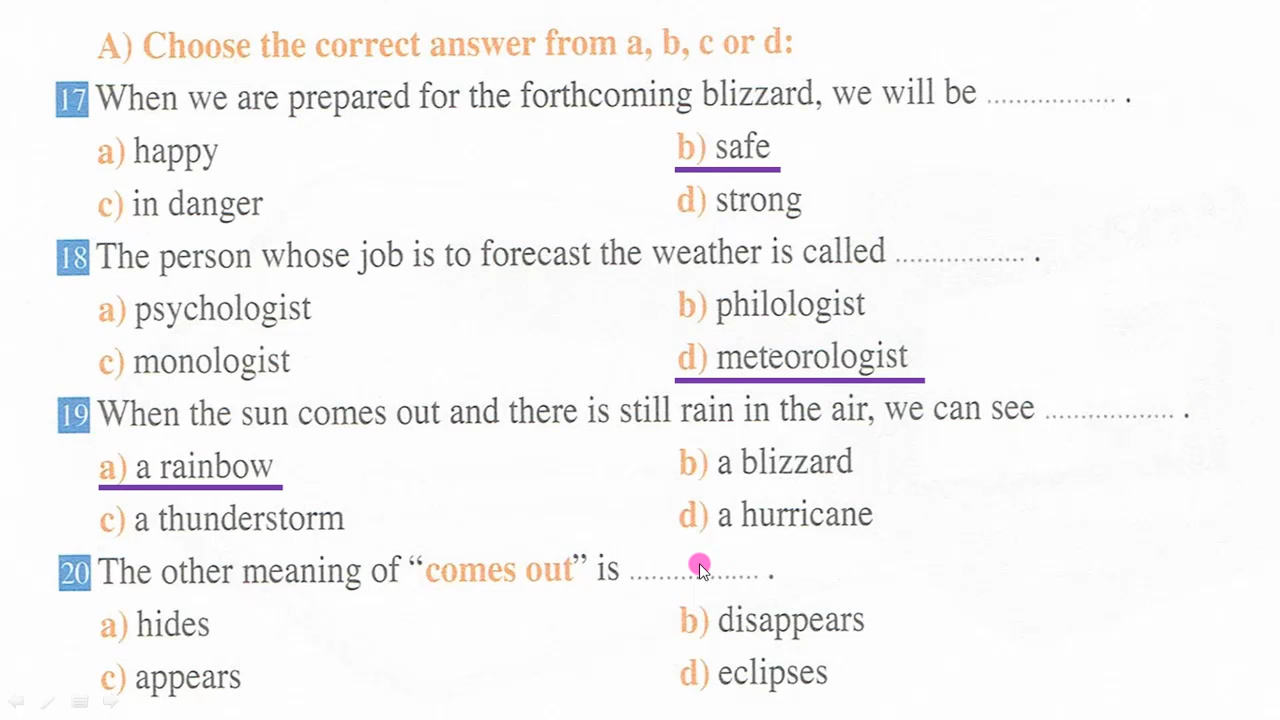 A) Choose the correct answer from a, b, c or d:
17 When we are prepared for the forthcoming blizzard, we will be .................. .
a) happy b) safe
c) in danger d) strong
18 The person whose job is to forecast the weather is called .................. .
a) psychologist b) philologist
c) monologist d) meteorologist
19 When the sun comes out and there is still rain in the air, we can see .................. .
a) a rainbow b) a blizzard
c) a thunderstorm d) a hurricane
20 The other meaning of “comes out” is .................. .
a) hides b) disappears
c) appears d) eclipses